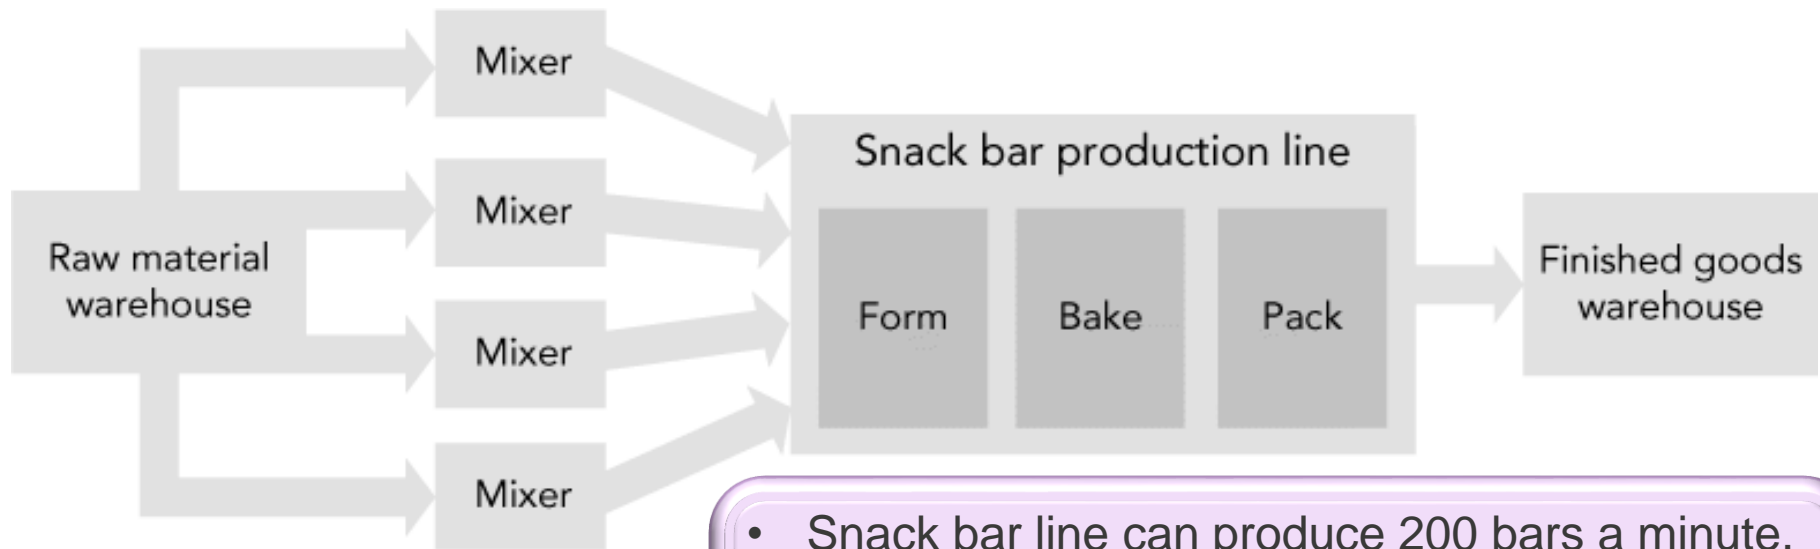 Mixer
Mixer
Mixer
Mixer
Raw material
warehouse
Snack bar production line
Form
Bake
Pack
Finished goods
warehouse
• Snack bar line can produce 200 bars a minute.